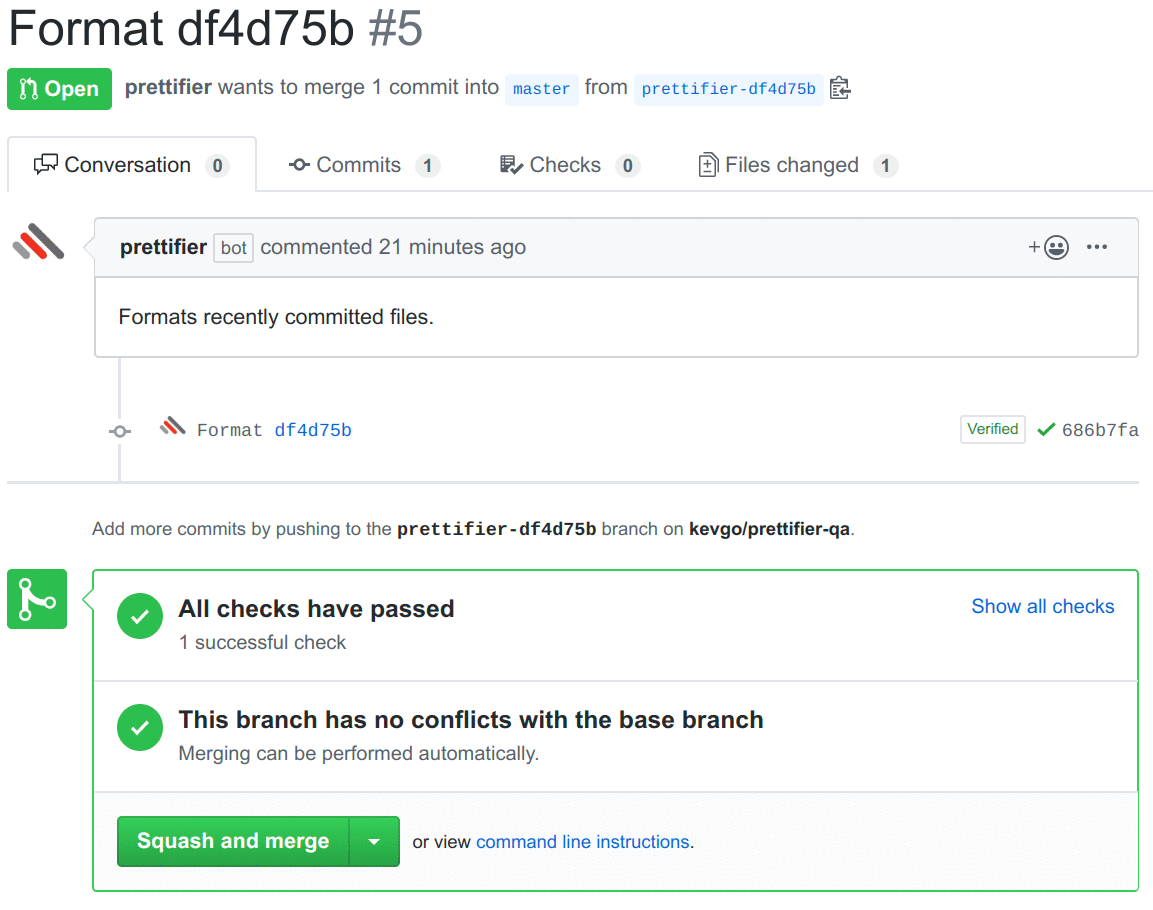 Format df4d75b #5
Open prettifier wants to merge 1 commit into master from prettifier-df4d75b
Conversation 0 Commits 1 Checks 0 Files changed 1
prettifier bot commented 21 minutes ago
Formats recently committed files.
Format df4d75b Verified 686b7fa
Add more commits by pushing to the prettifier-df4d75b branch on kevgo/prettifier-qa.
All checks have passed Show all checks
1 successful check
This branch has no conflicts with the base branch
Merging can be performed automatically.
Squash and merge or view command line instructions.